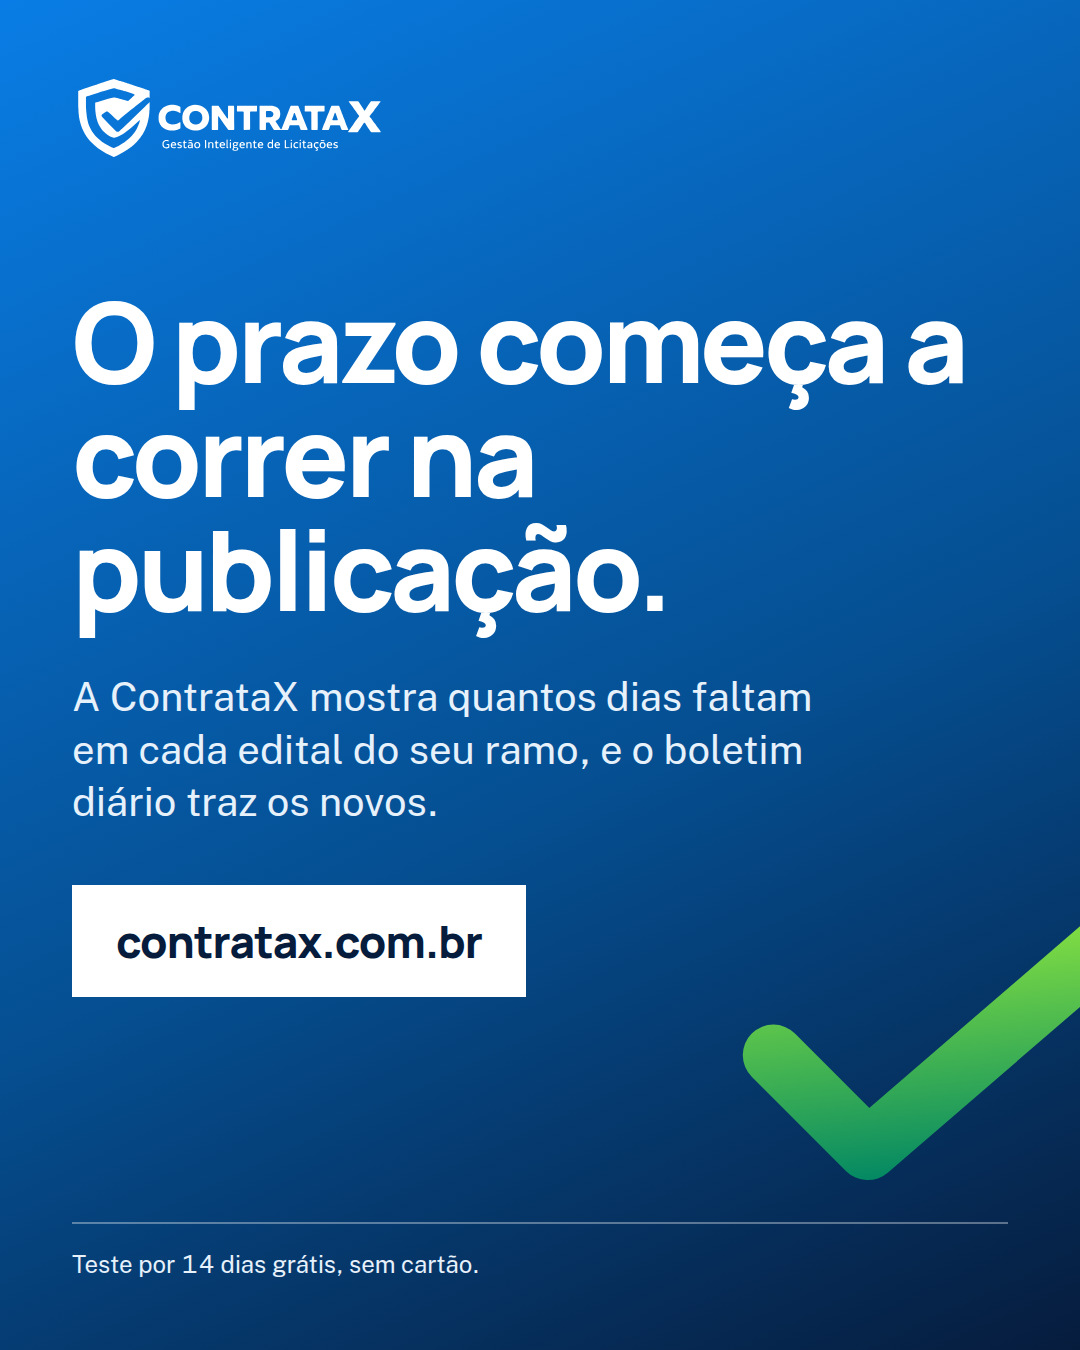 CONTRATAX
Gestão Inteligente de Licitações
O prazo começa a
correr na
publicação.
A ContrataX mostra quantos dias faltam
em cada edital do seu ramo, e o boletim
diário traz os novos.
contratax.com.br
Teste por 14 dias grátis, sem cartão.